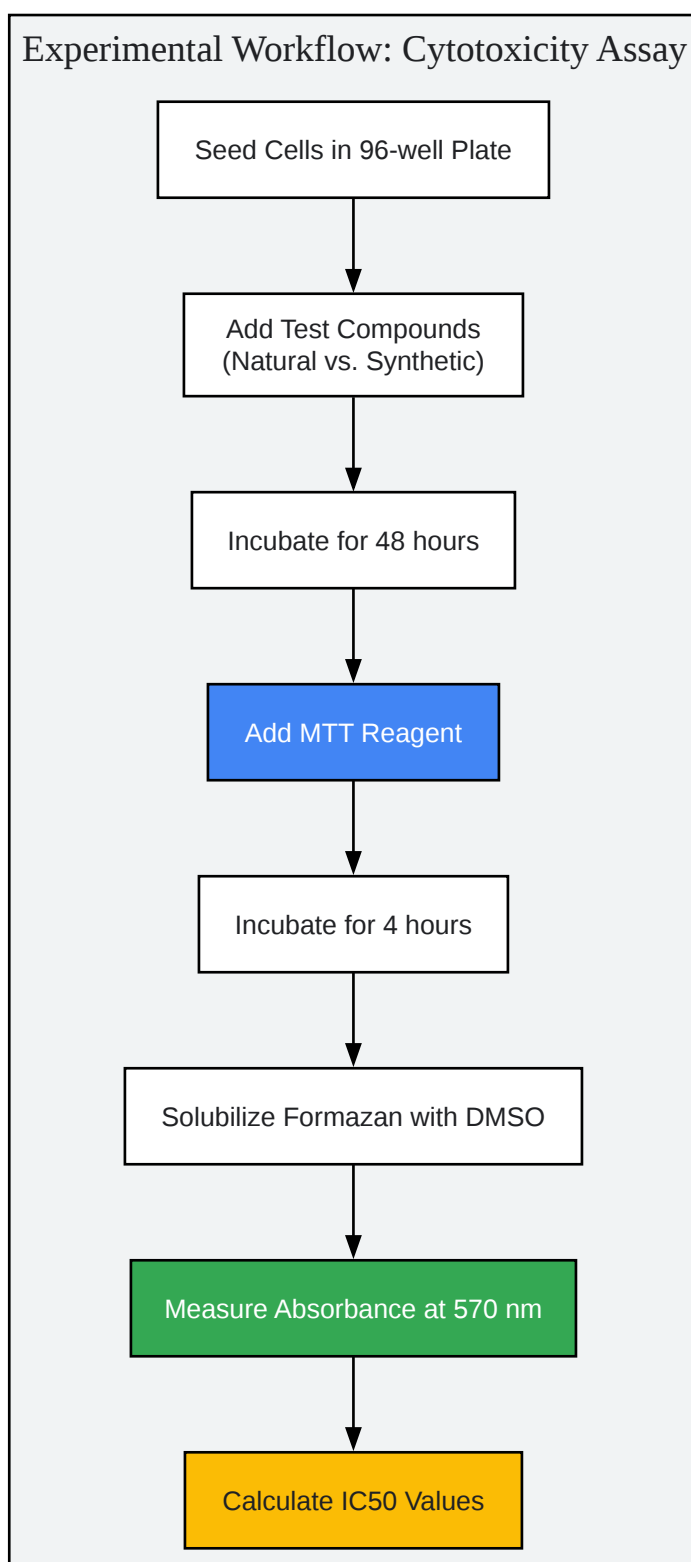 Experimental Workflow: Cytotoxicity Assay
Seed Cells in 96-well Plate
Add Test Compounds
(Natural vs. Synthetic)
Incubate for 48 hours
Add MTT Reagent
Incubate for 4 hours
Solubilize Formazan with DMSO
Measure Absorbance at 570 nm
Calculate IC50 Values